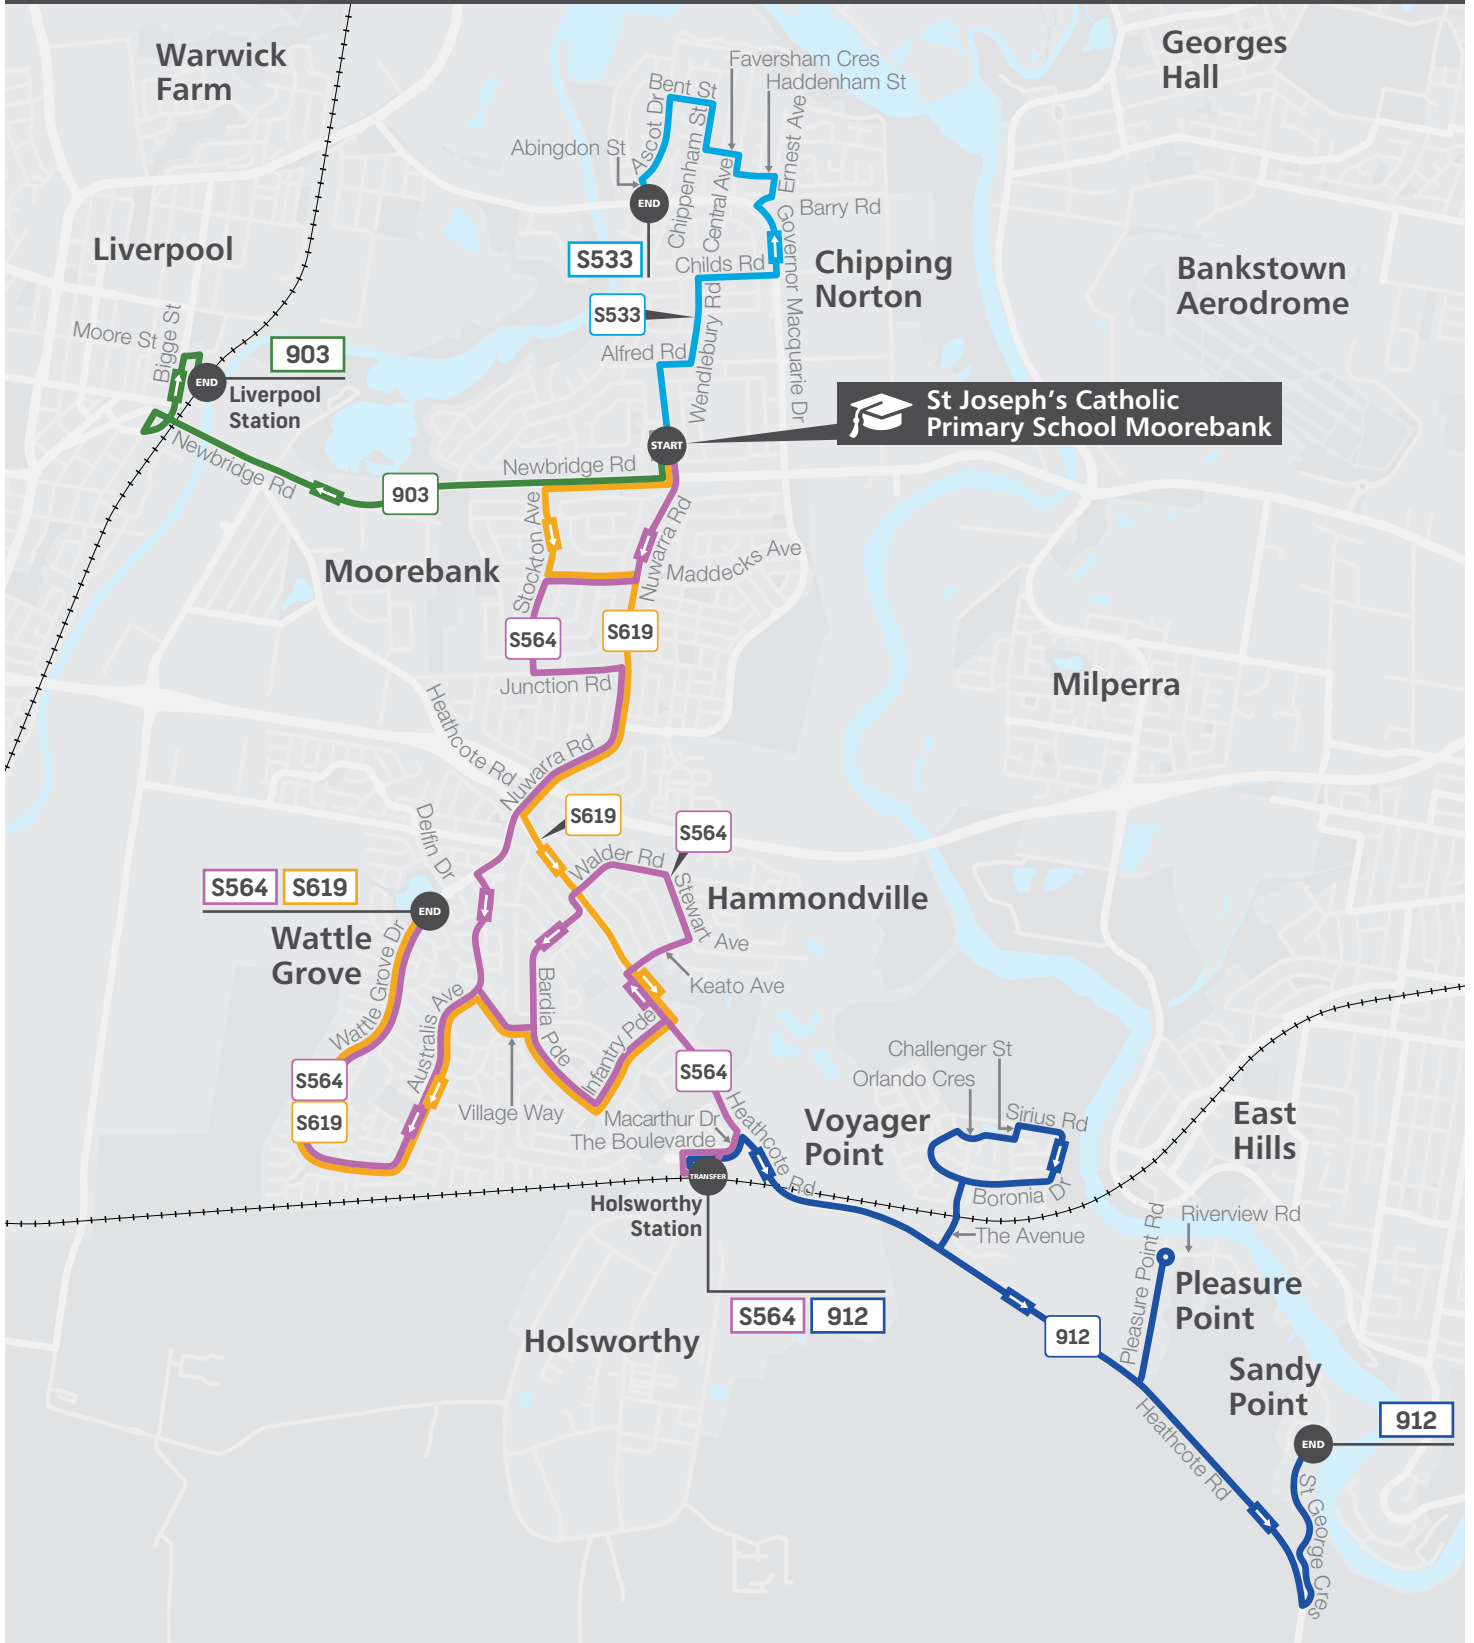 Warwick
Farm
Georges
Hall
Faversham Cres
Haddenham St
Bent St
Ascot Dr
Abingdon St
Chippenham St
Central Ave
Ernest Ave
END
S533
Barry Rd
Governor Macquarie Dr
Childs Rd
Chipping
Norton
Liverpool
Bankstown
Aerodrome
S533
Wendlebury Rd
Alfred Rd
Moore St
Bigge St
903
END
Liverpool
Station
St Joseph's Catholic
Primary School Moorebank
START
Newbridge Rd
Newbridge Rd
903
Stockton Ave
Nuwarra Rd
Maddecks Ave
Moorebank
S564
S619
Junction Rd
Milperra
Heathcote Rd
Nuwarra Rd
S619
S564
Delfin Dr
Walder Rd
Stewart Ave
Hammondville
S564
S619
END
Wattle
Grove
Wattle Grove Dr
Keato Ave
Australis Ave
Bardia Pde
Infantry Pde
S564
S619
S564
Village Way
Macarthur Dr
The Boulevarde
Heathcote Rd
Challenger St
Orlando Cres
Sirius Rd
Voyager
Point
Boronia Dr
The Avenue
East
Hills
TRANSFER
Holsworthy
Station
Pleasure Point Rd
Riverview Rd
Pleasure
Point
S564
912
Holsworthy
912
Sandy
Point
912
END
Heathcote Rd
St George Cres